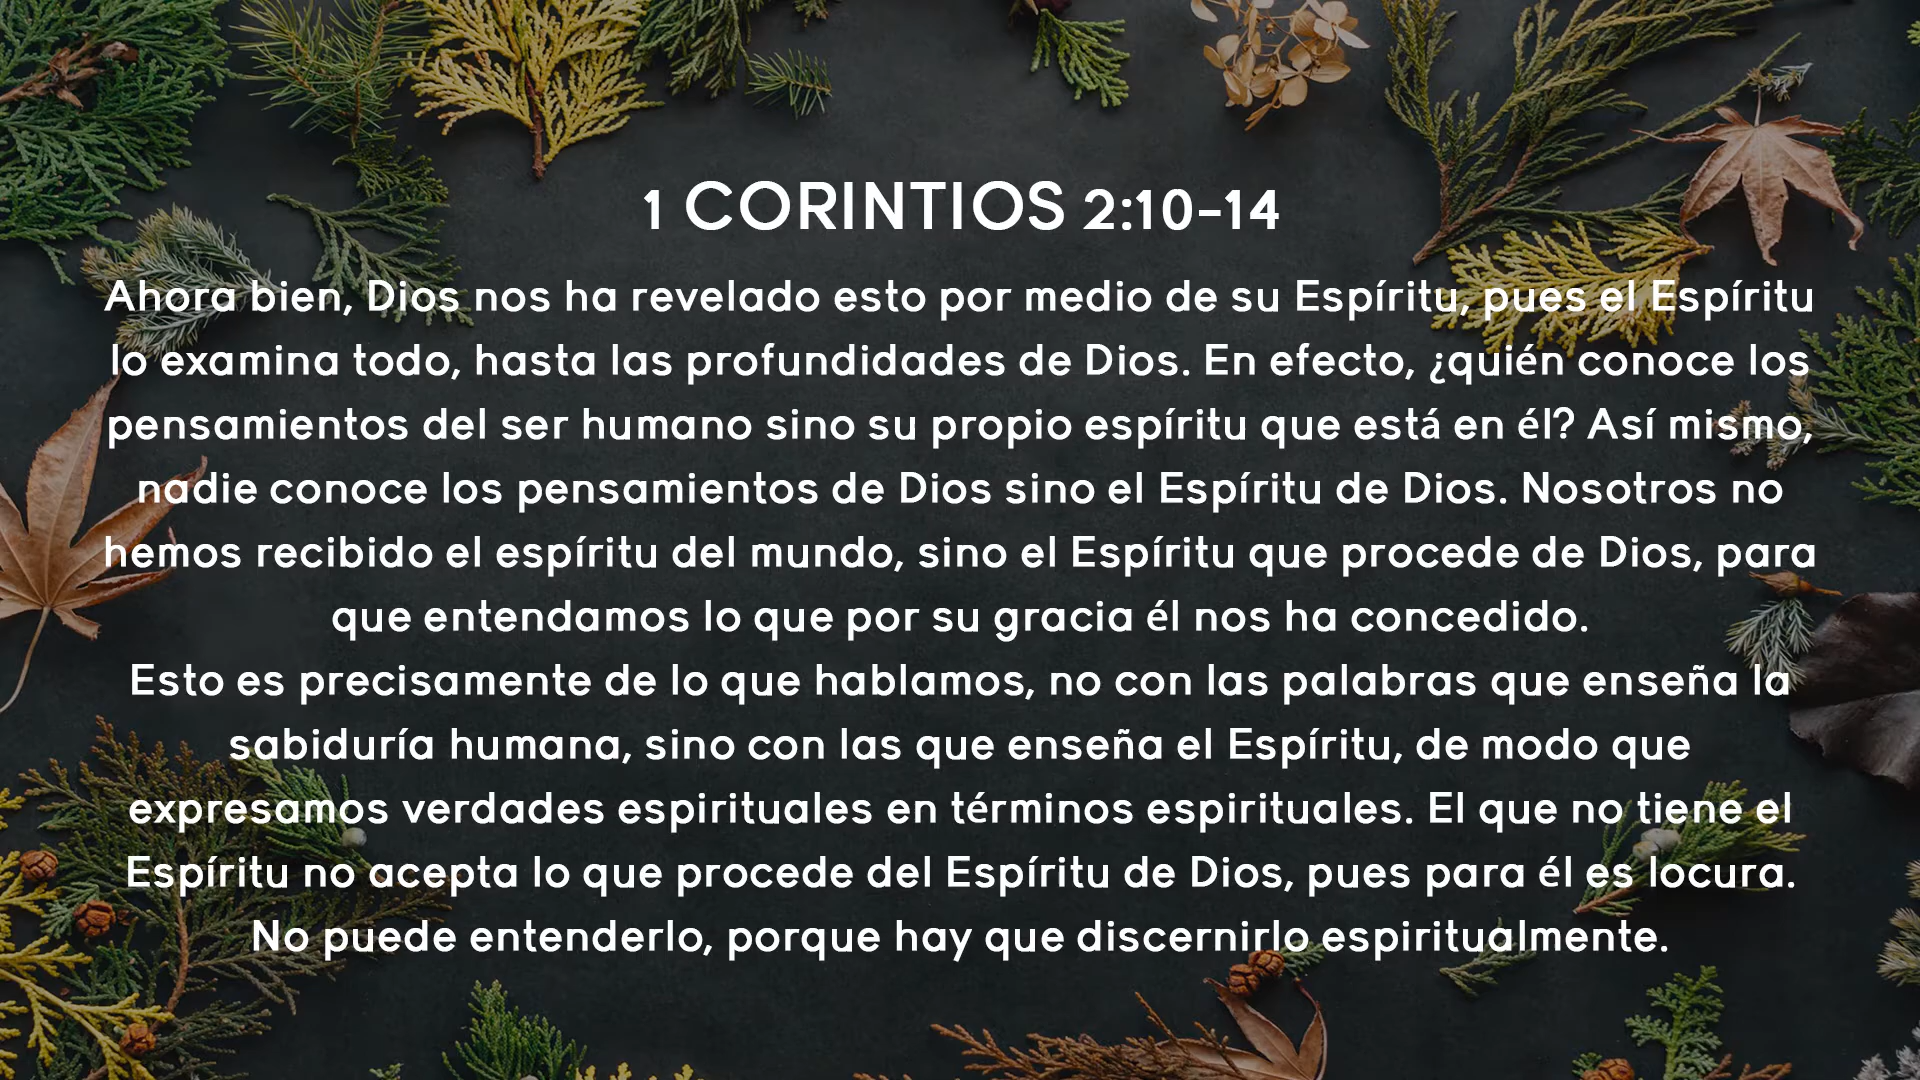 1 CORINTIOS 2:10-14
Ahora bien, Dios nos ha revelado esto por medio de su Espíritu, pues el Espíritu
lo examina todo, hasta las profundidades de Dios. En efecto, ¿quién conoce los
pensamientos del ser humano sino su propio espíritu que está en él? Así mismo,
nadie conoce los pensamientos de Dios sino el Espíritu de Dios. Nosotros no
hemos recibido el espíritu del mundo, sino el Espíritu que procede de Dios, para
que entendamos lo que por su gracia él nos ha concedido.
Esto es precisamente de lo que hablamos, no con las palabras que enseña la
sabiduría humana, sino con las que enseña el Espíritu, de modo que
expresamos verdades espirituales en términos espirituales. El que no tiene el
Espíritu no acepta lo que procede del Espíritu de Dios, pues para él es locura.
No puede entenderlo, porque hay que discernirlo espiritualmente.